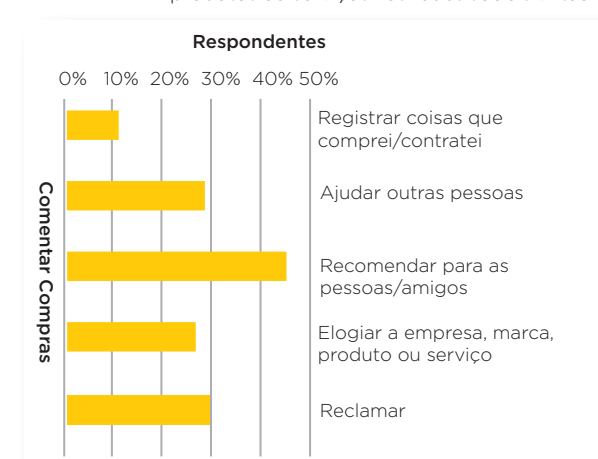 Respondentes
0% 10% 20% 30% 40% 50%
Registrar coisas que
comprei/contratei
Ajudar outras pessoas
Recomendar para as
pessoas/amigos
Elogiar a empresa, marca,
produto ou serviço
Reclamar
Comentar Compras